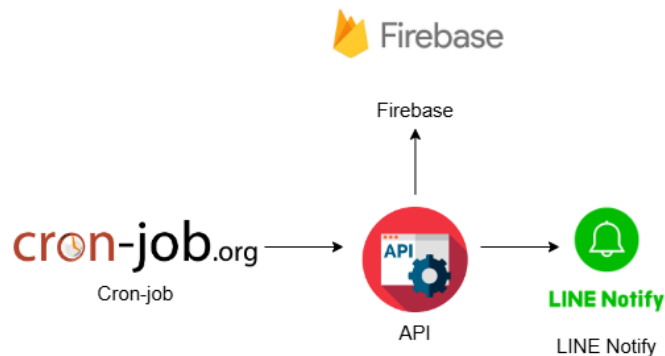 Firebase
Firebase
cron-job.org
Cron-job
API
API
LINE Notify
LINE Notify